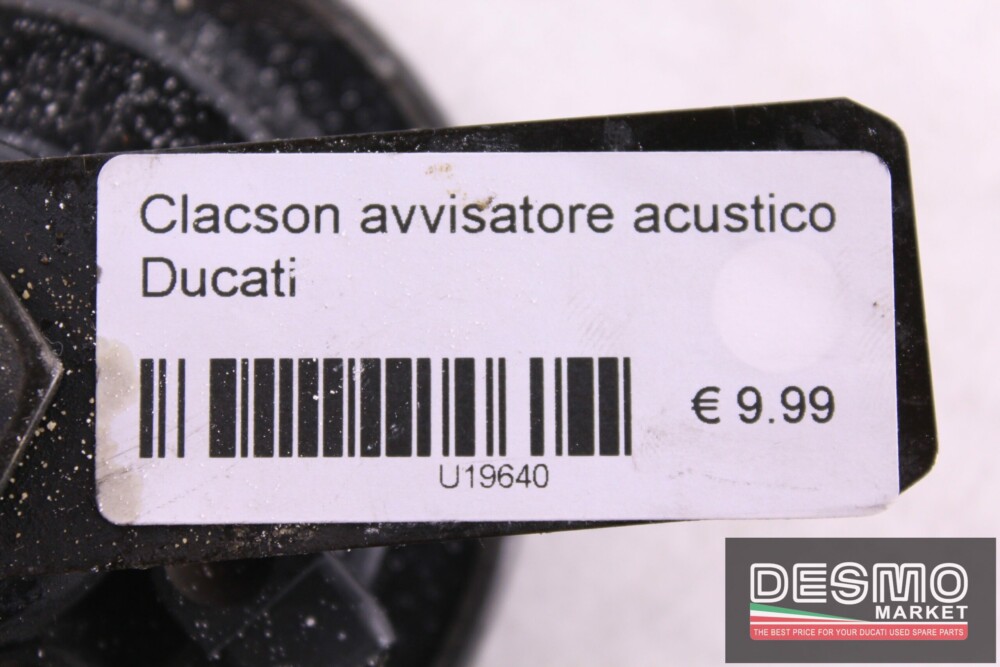 Clacson avvisatore acustico
Ducati
€ 9.99
U19640
DESMO
MARKET
THE BEST PRICE FOR YOUR DUCATI USED SPARE PARTS